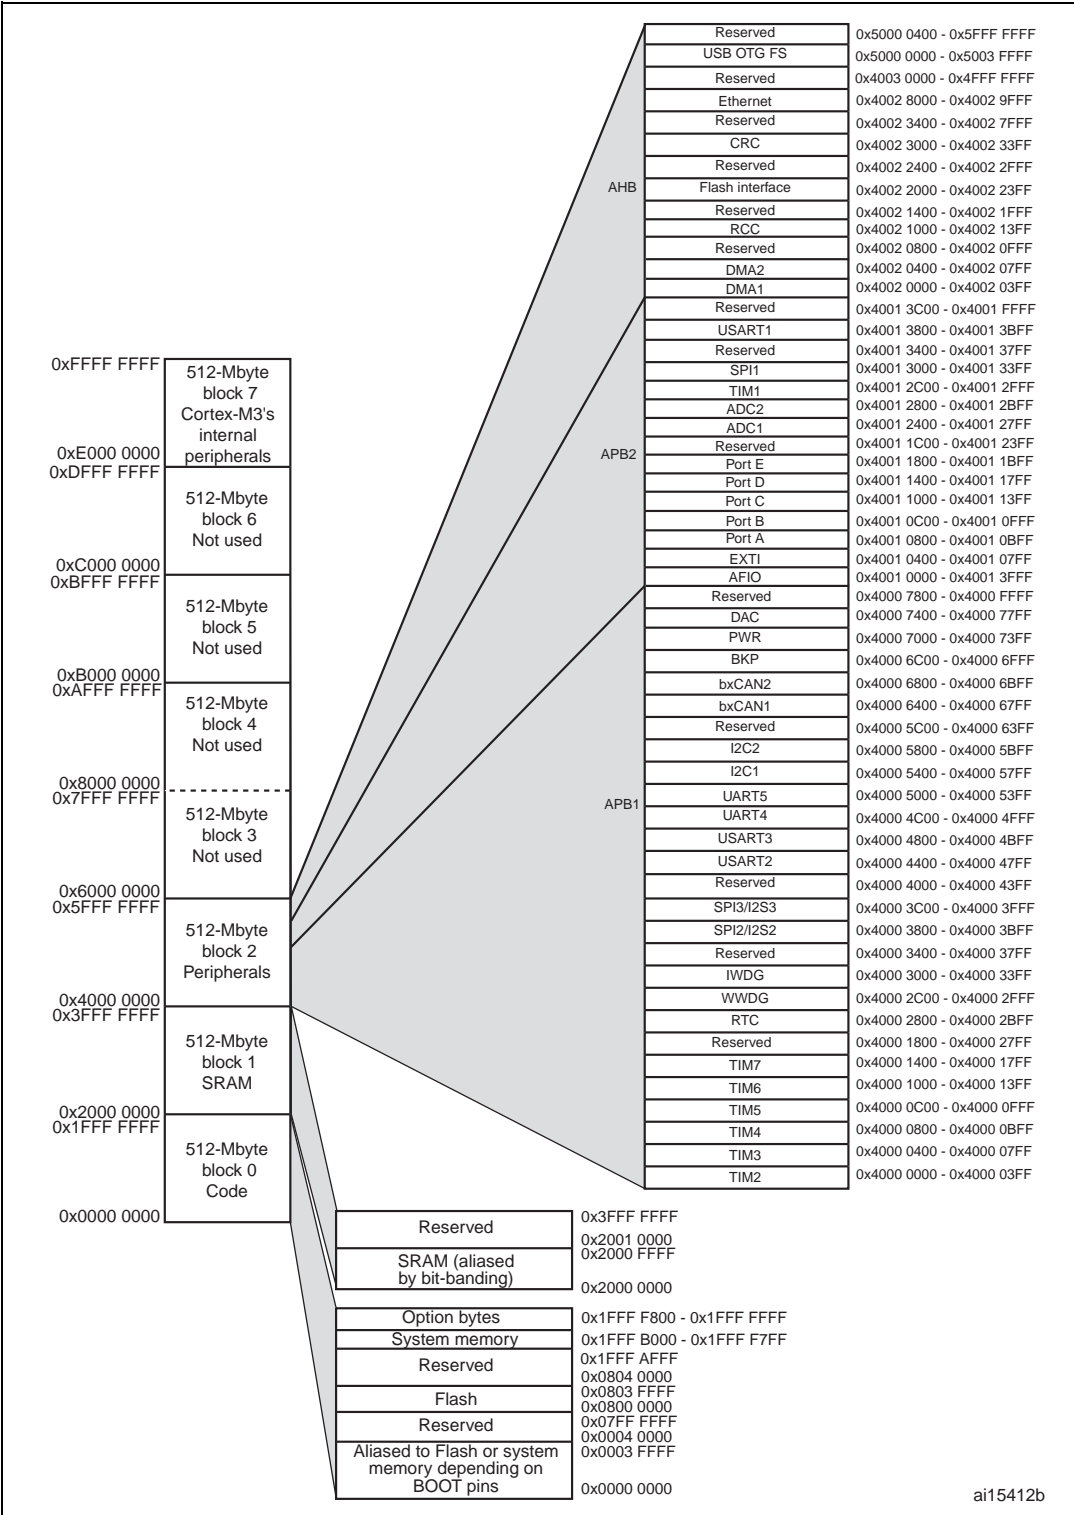 Reserved 0x5000 0400 - 0x5FFF FFFF
USB OTG FS 0x5000 0000 - 0x5003 FFFF
Reserved 0x4003 0000 - 0x4FFF FFFF
Ethernet 0x4002 8000 - 0x4002 9FFF
Reserved 0x4002 3400 - 0x4002 7FFF
CRC 0x4002 3000 - 0x4002 33FF
Reserved 0x4002 2400 - 0x4002 2FFF
AHB
Flash interface 0x4002 2000 - 0x4002 23FF
Reserved 0x4002 1400 - 0x4002 1FFF
RCC 0x4002 1000 - 0x4002 13FF
Reserved 0x4002 0800 - 0x4002 0FFF
DMA2 0x4002 0400 - 0x4002 07FF
DMA1 0x4002 0000 - 0x4002 03FF
Reserved 0x4001 3C00 - 0x4001 FFFF
USART1 0x4001 3800 - 0x4001 3BFF
Reserved 0x4001 3400 - 0x4001 37FF
SPI1 0x4001 3000 - 0x4001 33FF
TIM1 0x4001 2C00 - 0x4001 2FFF
ADC2 0x4001 2800 - 0x4001 2BFF
ADC1 0x4001 2400 - 0x4001 27FF
Reserved 0x4001 1C00 - 0x4001 23FF
APB2
Port E 0x4001 1800 - 0x4001 1BFF
Port D 0x4001 1400 - 0x4001 17FF
Port C 0x4001 1000 - 0x4001 13FF
Port B 0x4001 0C00 - 0x4001 0FFF
Port A 0x4001 0800 - 0x4001 0BFF
EXTI 0x4001 0400 - 0x4001 07FF
AFIO 0x4001 0000 - 0x4001 3FFF
Reserved 0x4000 7800 - 0x4000 FFFF
DAC 0x4000 7400 - 0x4000 77FF
PWR 0x4000 7000 - 0x4000 73FF
BKP 0x4000 6C00 - 0x4000 6FFF
bxCAN2 0x4000 6800 - 0x4000 6BFF
bxCAN1 0x4000 6400 - 0x4000 67FF
Reserved 0x4000 5C00 - 0x4000 63FF
I2C2 0x4000 5800 - 0x4000 5BFF
I2C1 0x4000 5400 - 0x4000 57FF
APB1
UART5 0x4000 5000 - 0x4000 53FF
UART4 0x4000 4C00 - 0x4000 4FFF
USART3 0x4000 4800 - 0x4000 4BFF
USART2 0x4000 4400 - 0x4000 47FF
Reserved 0x4000 4000 - 0x4000 43FF
SPI3/I2S3 0x4000 3C00 - 0x4000 3FFF
SPI2/I2S2 0x4000 3800 - 0x4000 3BFF
Reserved 0x4000 3400 - 0x4000 37FF
IWDG 0x4000 3000 - 0x4000 33FF
WWDG 0x4000 2C00 - 0x4000 2FFF
RTC 0x4000 2800 - 0x4000 2BFF
Reserved 0x4000 1800 - 0x4000 27FF
TIM7 0x4000 1400 - 0x4000 17FF
TIM6 0x4000 1000 - 0x4000 13FF
TIM5 0x4000 0C00 - 0x4000 0FFF
TIM4 0x4000 0800 - 0x4000 0BFF
TIM3 0x4000 0400 - 0x4000 07FF
TIM2 0x4000 0000 - 0x4000 03FF
0xFFFF FFFF
512-Mbyte
block 7
Cortex-M3's
internal
peripherals
0xE000 0000
0xDFFF FFFF
512-Mbyte
block 6
Not used
0xC000 0000
0xBFFF FFFF
512-Mbyte
block 5
Not used
0xB000 0000
0xAFFF FFFF
512-Mbyte
block 4
Not used
0x8000 0000
0x7FFF FFFF
512-Mbyte
block 3
Not used
0x6000 0000
0x5FFF FFFF
512-Mbyte
block 2
Peripherals
0x4000 0000
0x3FFF FFFF
512-Mbyte
block 1
SRAM
0x2000 0000
0x1FFF FFFF
512-Mbyte
block 0
Code
0x0000 0000
0x3FFF FFFF
Reserved
0x2001 0000
0x2000 FFFF
SRAM (aliased
by bit-banding)
0x2000 0000
Option bytes 0x1FFF F800 - 0x1FFF FFFF
System memory 0x1FFF B000 - 0x1FFF F7FF
0x1FFF AFFF
Reserved
0x0804 0000
0x0803 FFFF
Flash
0x0800 0000
0x07FF FFFF
Reserved
0x0004 0000
Aliased to Flash or system 0x0003 FFFF
memory depending on
BOOT pins
0x0000 0000
ai15412b